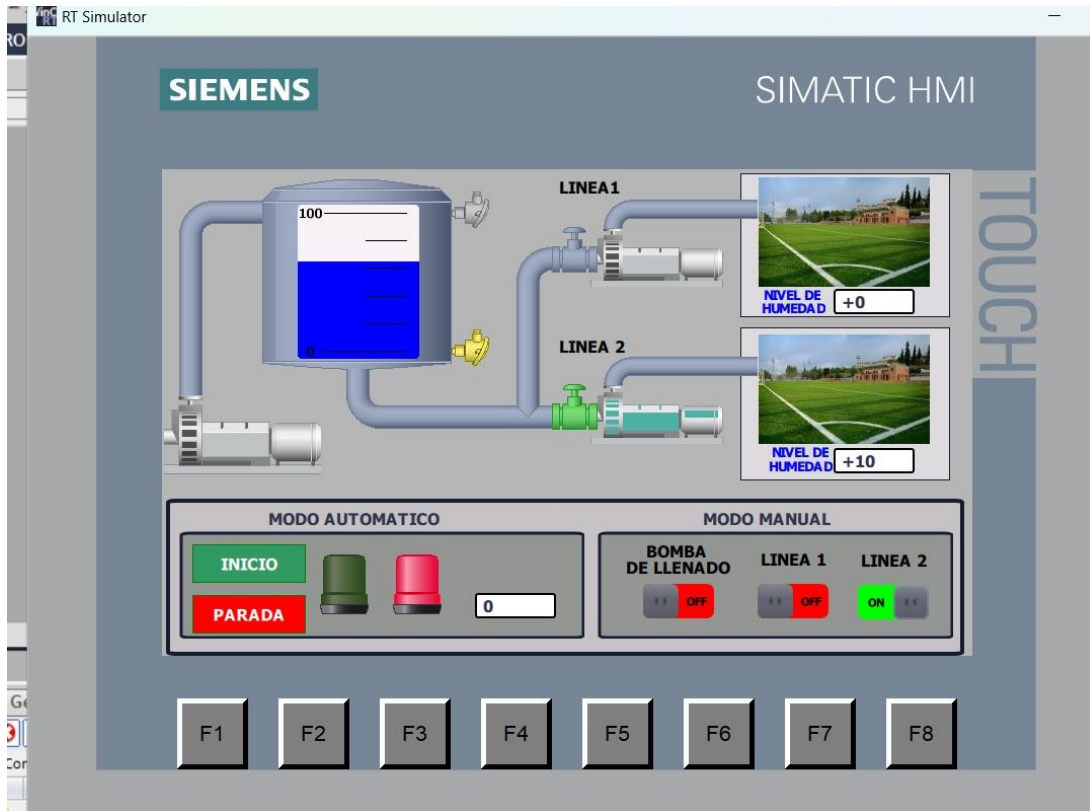 RT Simulator
SIEMENS
SIMATIC HMI
TOUCH
LINEA1
100
0
NIVEL DE
HUMEDAD
+0
LINEA 2
NIVEL DE
HUMEDAD
+10
MODO AUTOMATICO
INICIO
PARADA
0
MODO MANUAL
BOMBA
DE LLENADO
LINEA 1
LINEA 2
OFF
OFF
ON
F1
F2
F3
F4
F5
F6
F7
F8